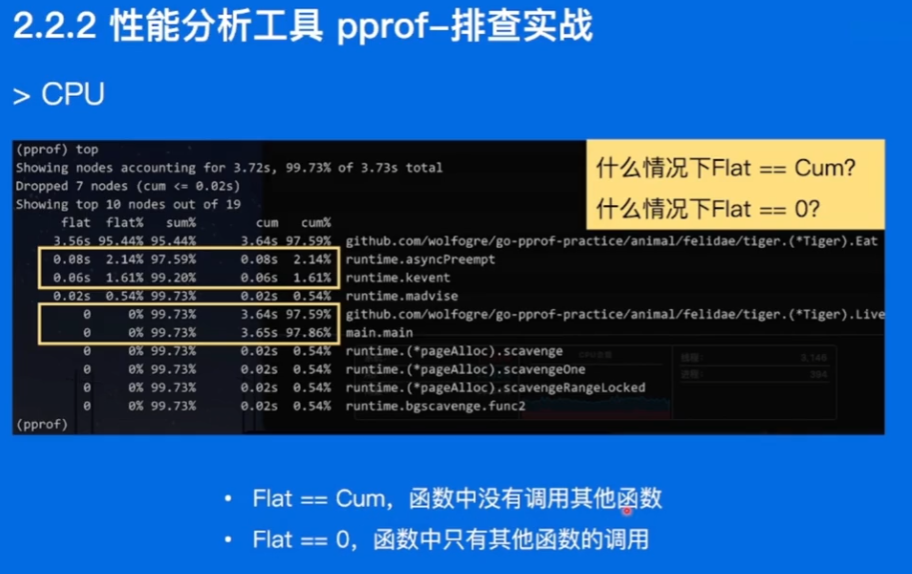 2.2.2 性能分析工具 pprof-排查实战
> CPU
(pprof) top
Showing nodes accounting for 3.72s, 99.73% of 3.73s total
Dropped 7 nodes (cum <= 0.02s)
Showing top 10 nodes out of 19
flat flat% sum% cum cum%
3.56s 95.44% 95.44% 3.64s 97.59% github.com/wolfogre/go-pprof-practice/animal/felidae/tiger.(*Tiger).Eat
0.08s 2.14% 97.59% 0.08s 2.14% runtime.asyncPreempt
0.06s 1.61% 99.20% 0.06s 1.61% runtime.kevent
0.02s 0.54% 99.73% 0.02s 0.54% runtime.madvise
0 0% 99.73% 3.64s 97.59% github.com/wolfogre/go-pprof-practice/animal/felidae/tiger.(*Tiger).Live
0 0% 99.73% 3.65s 97.86% main.main
0 0% 99.73% 0.02s 0.54% runtime.(*pageAlloc).scavenge
0 0% 99.73% 0.02s 0.54% runtime.(*pageAlloc).scavengeOne
0 0% 99.73% 0.02s 0.54% runtime.(*pageAlloc).scavengeRangeLocked
0 0% 99.73% 0.02s 0.54% runtime.bgscavenge.func2
(pprof)
什么情况下Flat == Cum?
什么情况下Flat == 0?
• Flat == Cum，函数中没有调用其他函数
• Flat == 0，函数中只有其他函数的调用